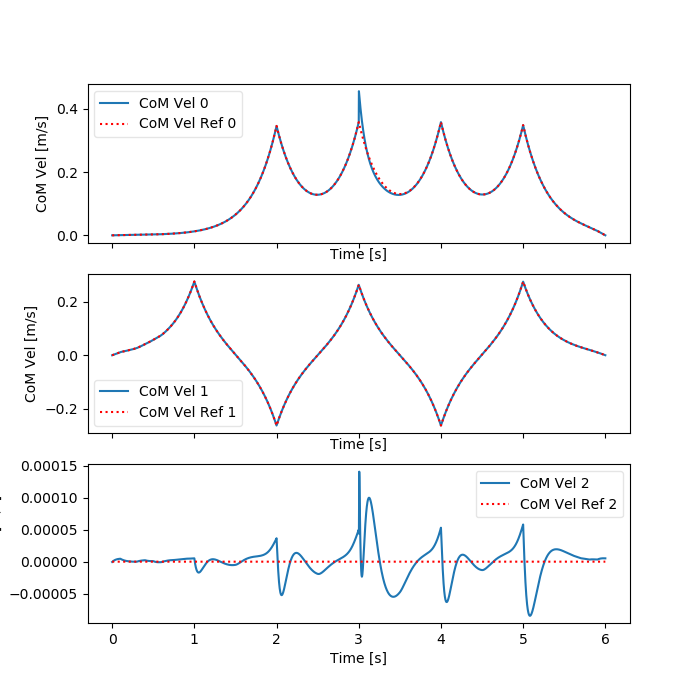 CoM Vel [m/s]
0.4
0.2
0.0
CoM Vel 0
CoM Vel Ref 0
Time [s]
CoM Vel [m/s]
0.2
0.0
−0.2
CoM Vel 1
CoM Vel Ref 1
Time [s]
0.00015
0.00010
0.00005
0.00000
−0.00005
CoM Vel 2
CoM Vel Ref 2
0 1 2 3 4 5 6
Time [s]